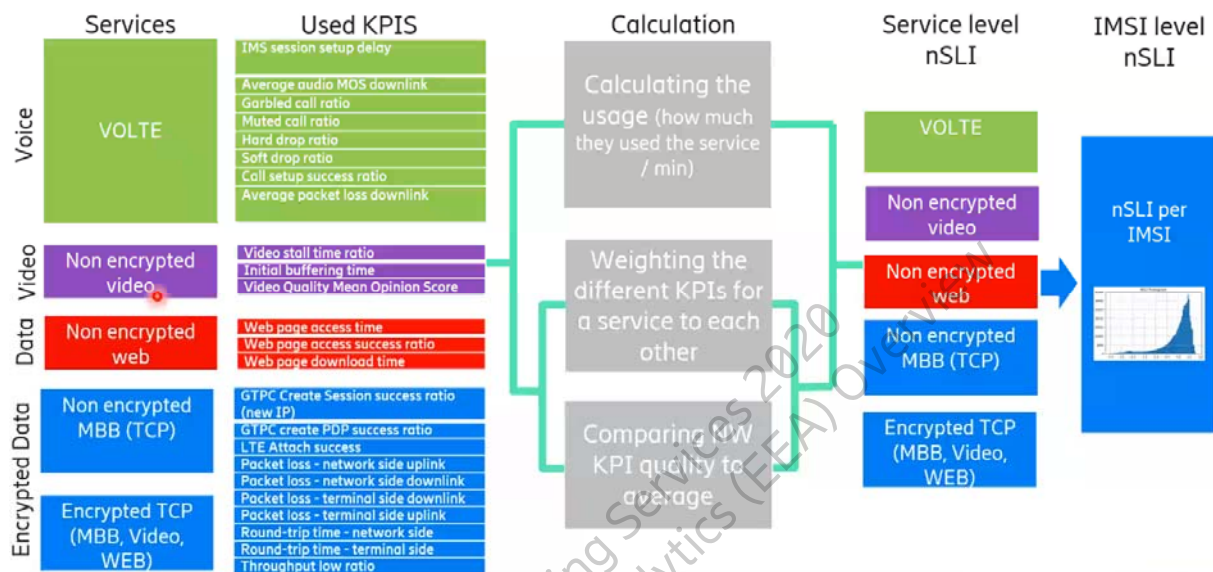 Services
Used KPIS
Calculation
Service level
nSLI
IMSI level
nSLI
Voice
VOLTE
IMS session setup delay
Average audio MOS downlink
Garbled call ratio
Muted call ratio
Hard drop ratio
Soft drop ratio
Call setup success ratio
Average packet loss downlink
Video
Non encrypted
video
Video stall time ratio
Initial buffering time
Video Quality Mean Opinion Score
Data
Non encrypted
web
Web page access time
Web page access success ratio
Web page download time
Encrypted Data
Non encrypted
MBB (TCP)
Encrypted TCP
(MBB, Video,
WEB)
GTPC Create Session success ratio
(new IP)
GTPC create PDP success ratio
LTE Attach success
Packet loss - network side uplink
Packet loss - network side downlink
Packet loss - terminal side downlink
Packet loss - terminal side uplink
Round-trip time - network side
Round-trip time - terminal side
Throughput low ratio
Calculating the
usage (how much
they used the service
/ min)
Weighting the
different KPIs for
a service to each
other
Comparing NW
KPI quality to
average
VOLTE
Non encrypted
video
Non encrypted
web
Non encrypted
MBB (TCP)
Encrypted TCP
(MBB, Video,
WEB)
nSLI per
IMSI
Services 2020
(EEA) Overview